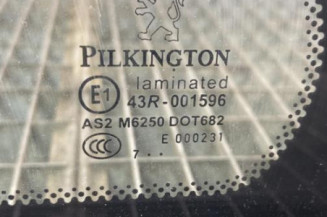 PILKINGTON
laminated
E1 43R-001596
AS2 M6250 DOT682
CCC E 000231
7 . .